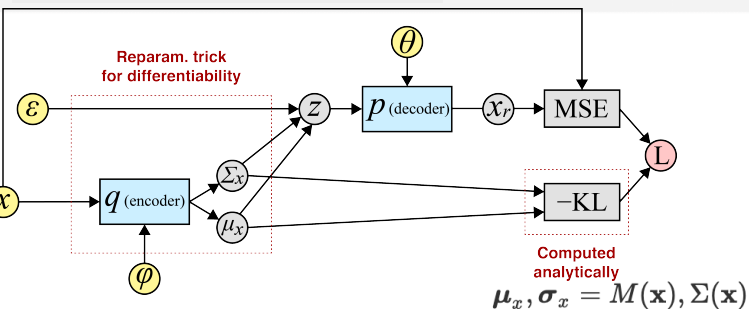 Reparam. trick
for differentiability
θ
ε
z
p (decoder)
x_r
MSE
L
x
q (encoder)
Σ_x
μ_x
−KL
φ
Computed
analytically
μ_x, σ_x = M(x), Σ(x)